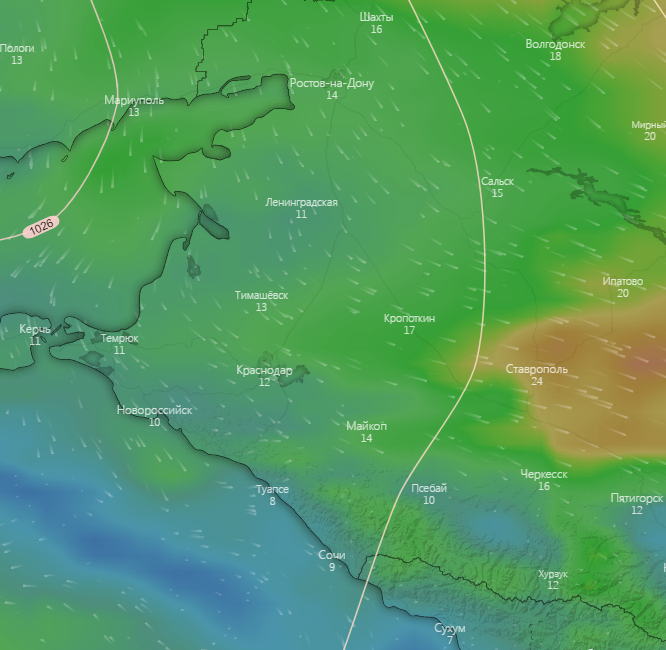 Шахты
16
Волгодонск
18
Пологи
13
Ростов-на-Дону
14
Мариуполь
13
Мирный
20
Сальск
15
Ленинградская
11
1026
Ипатово
20
Тимашёвск
13
Кропоткин
17
Керчь
11
Темрюк
11
Ставрополь
24
Краснодар
12
Новороссийск
10
Майкоп
14
Черкесск
16
Туапсе
8
Псебай
10
Пятигорск
12
Сочи
9
Хурзук
12
Сухум
7